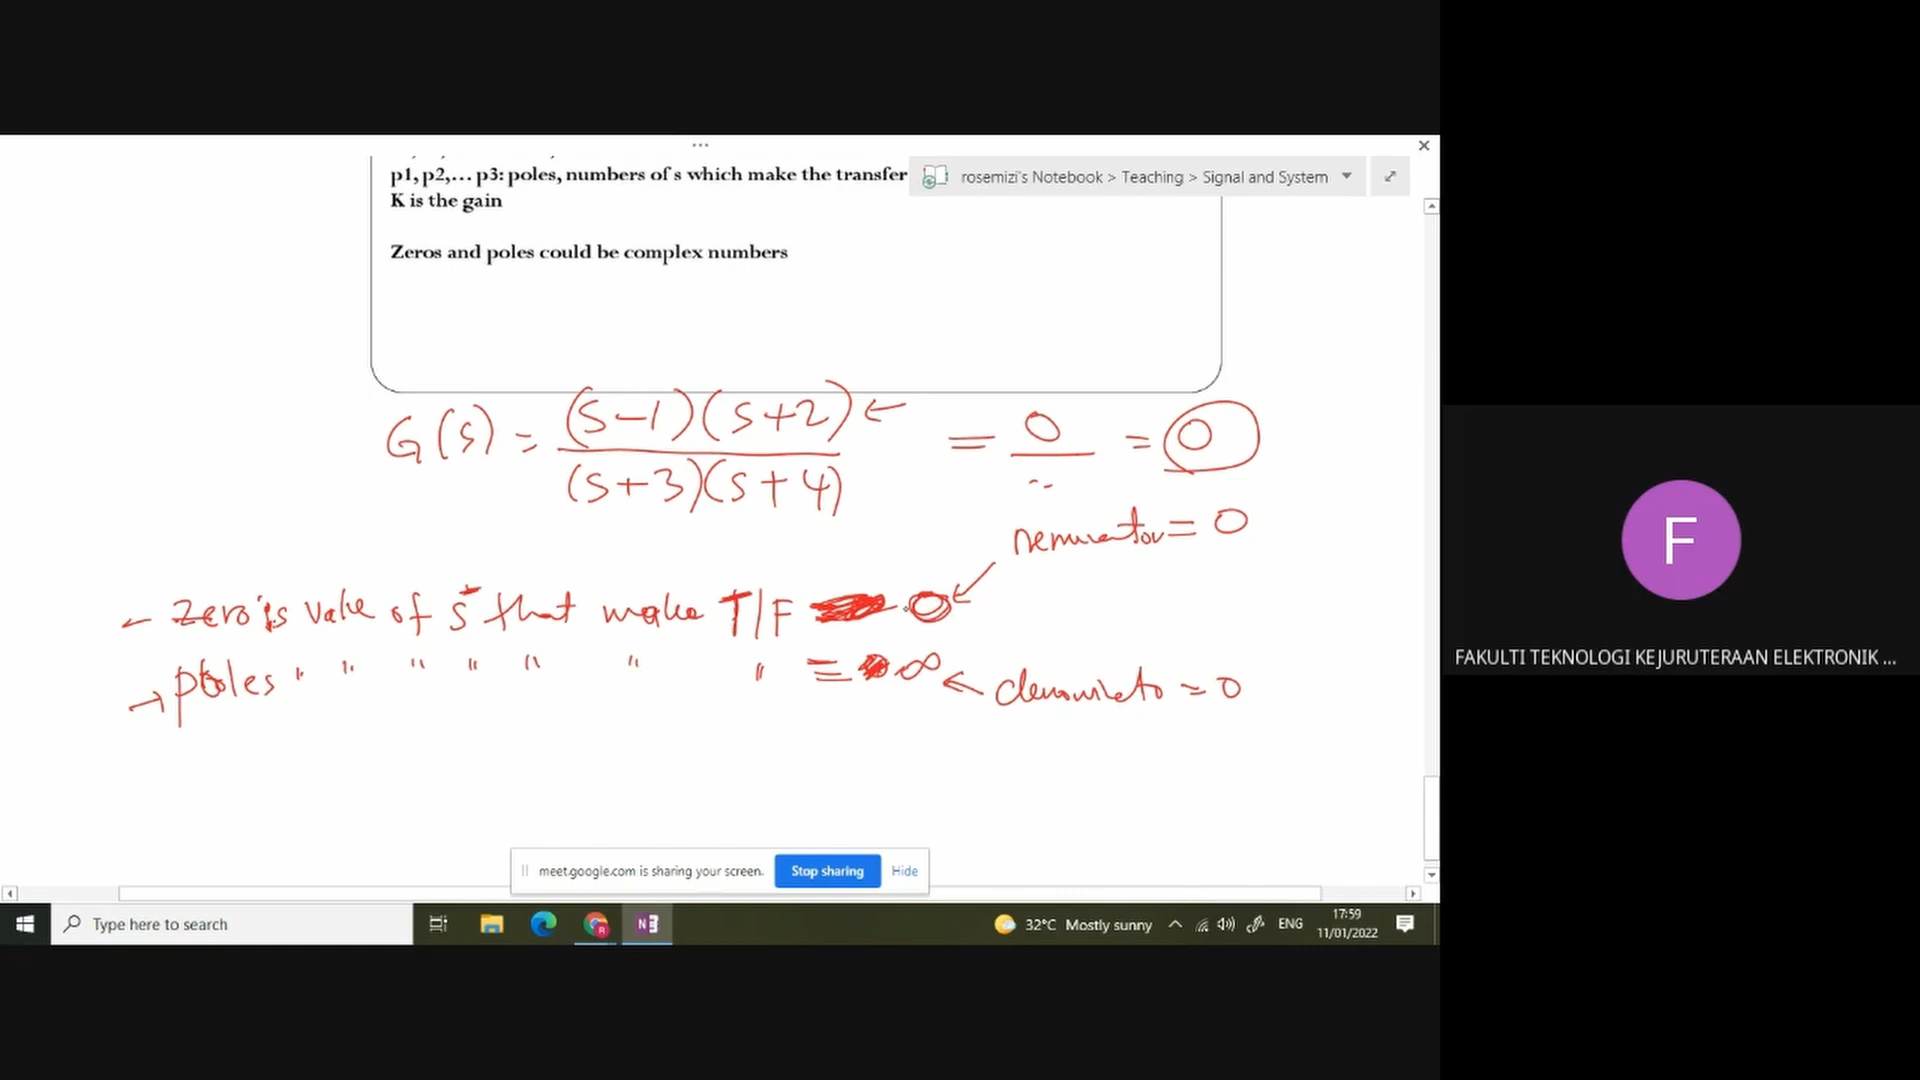 p1, p2,... p3: poles, numbers of s which make the transfer
rosemizi's Notebook > Teaching > Signal and System
K is the gain
Zeros and poles could be complex numbers
G(s) = (s-1)(s+2) ← = 0 = 0
(s+3)(s+4) ..
nemurator = 0
- Zero is value of s that make T/F 0
→ Poles " " " " " " " = ∞ ← denominato = 0
F
FAKULTI TEKNOLOGI KEJURUTERAAN ELEKTRONIK ...
meet.google.com is sharing your screen. Stop sharing Hide
Type here to search
32°C Mostly sunny
ENG
17:59
11/01/2022